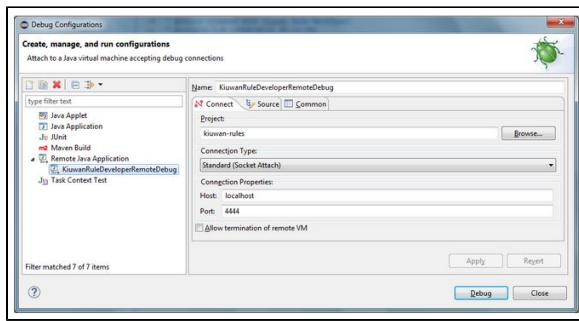 Debug Configurations
Create, manage, and run configurations
Attach to a Java virtual machine accepting debug connections
type filter text
Java Applet
Java Application
JUnit
Maven Build
Remote Java Application
KiuwanRuleDeveloperRemoteDebug
Task Context Test
Filter matched 7 of 7 items
Name: KiuwanRuleDeveloperRemoteDebug
Connect Source Common
Project:
kiuwan-rules Browse...
Connection Type:
Standard (Socket Attach)
Connection Properties:
Host: localhost
Port: 4444
Allow termination of remote VM
Apply Revert
Debug Close